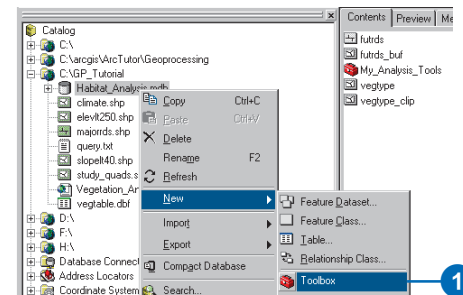 Catalog
C:\
C:\arcgis\ArcTutor\Geoprocessing
C:\GP_Tutorial
Habitat_Analysis.mdb
climate.shp
elevlt250.shp
majorrds.shp
query.txt
slopelt40.shp
study_quads.s
Vegetation_An
vegtable.dbf
D:\
F:\
H:\
Database Connect
Address Locators
Coordinate System
Copy Ctrl+C
Paste Ctrl+V
Delete
Rename F2
Refresh
New
Import
Export
Compact Database
Search...
Feature Dataset...
Feature Class...
Table...
Relationship Class...
Toolbox
1
Contents Preview Me
futrds
futrds_buf
My_Analysis_Tools
vegtype
vegtype_clip